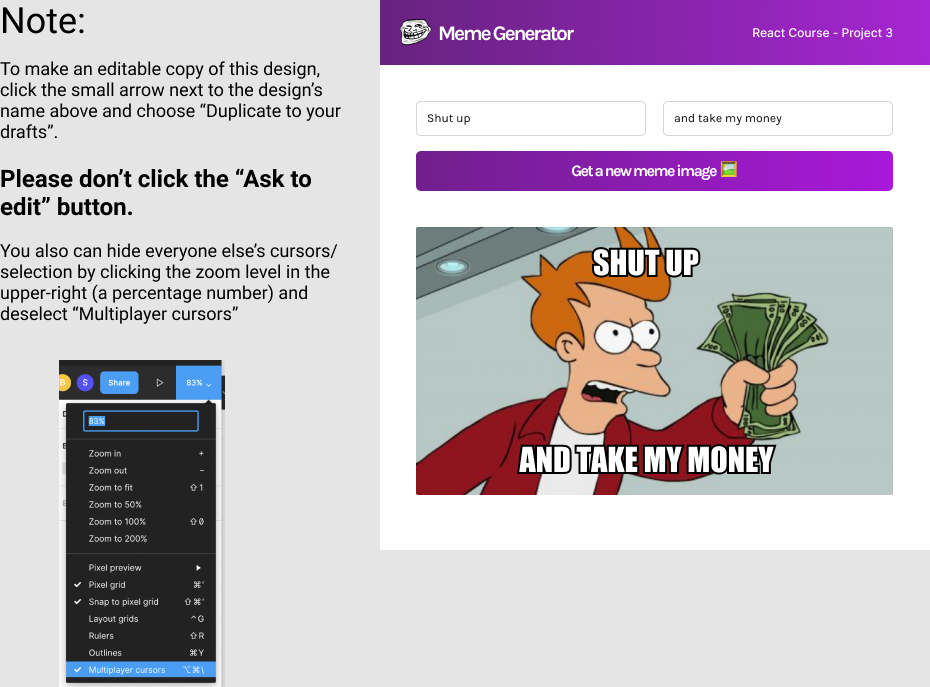 Note:
To make an editable copy of this design,
click the small arrow next to the design’s
name above and choose “Duplicate to your
drafts”.
Please don’t click the “Ask to
edit” button.
You also can hide everyone else’s cursors/
selection by clicking the zoom level in the
upper-right (a percentage number) and
deselect “Multiplayer cursors”
B S Share 83%
83%
Zoom in +
Zoom out −
Zoom to fit ⇧1
Zoom to 50%
Zoom to 100% ⇧0
Zoom to 200%
Pixel preview
Pixel grid ⌘'
Snap to pixel grid ⇧⌘'
Layout grids ^G
Rulers ⇧R
Outlines ⌘Y
Multiplayer cursors ⌥⌘\
Meme Generator
React Course - Project 3
Shut up
and take my money
Get a new meme image 🖼
SHUT UP
AND TAKE MY MONEY